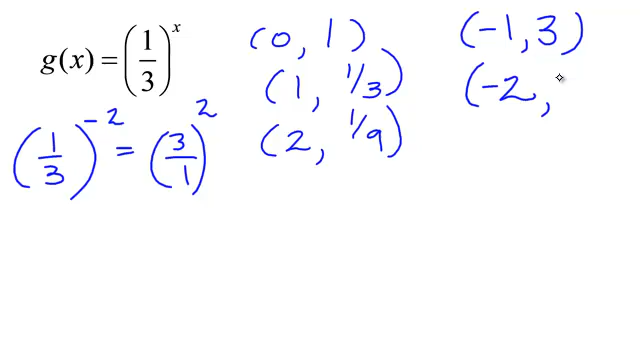 g(x) = (1/3)^x
(0, 1)
(1, 1/3)
(2, 1/9)
(-1, 3)
(-2,
(1/3)^-2 = (3/1)^2